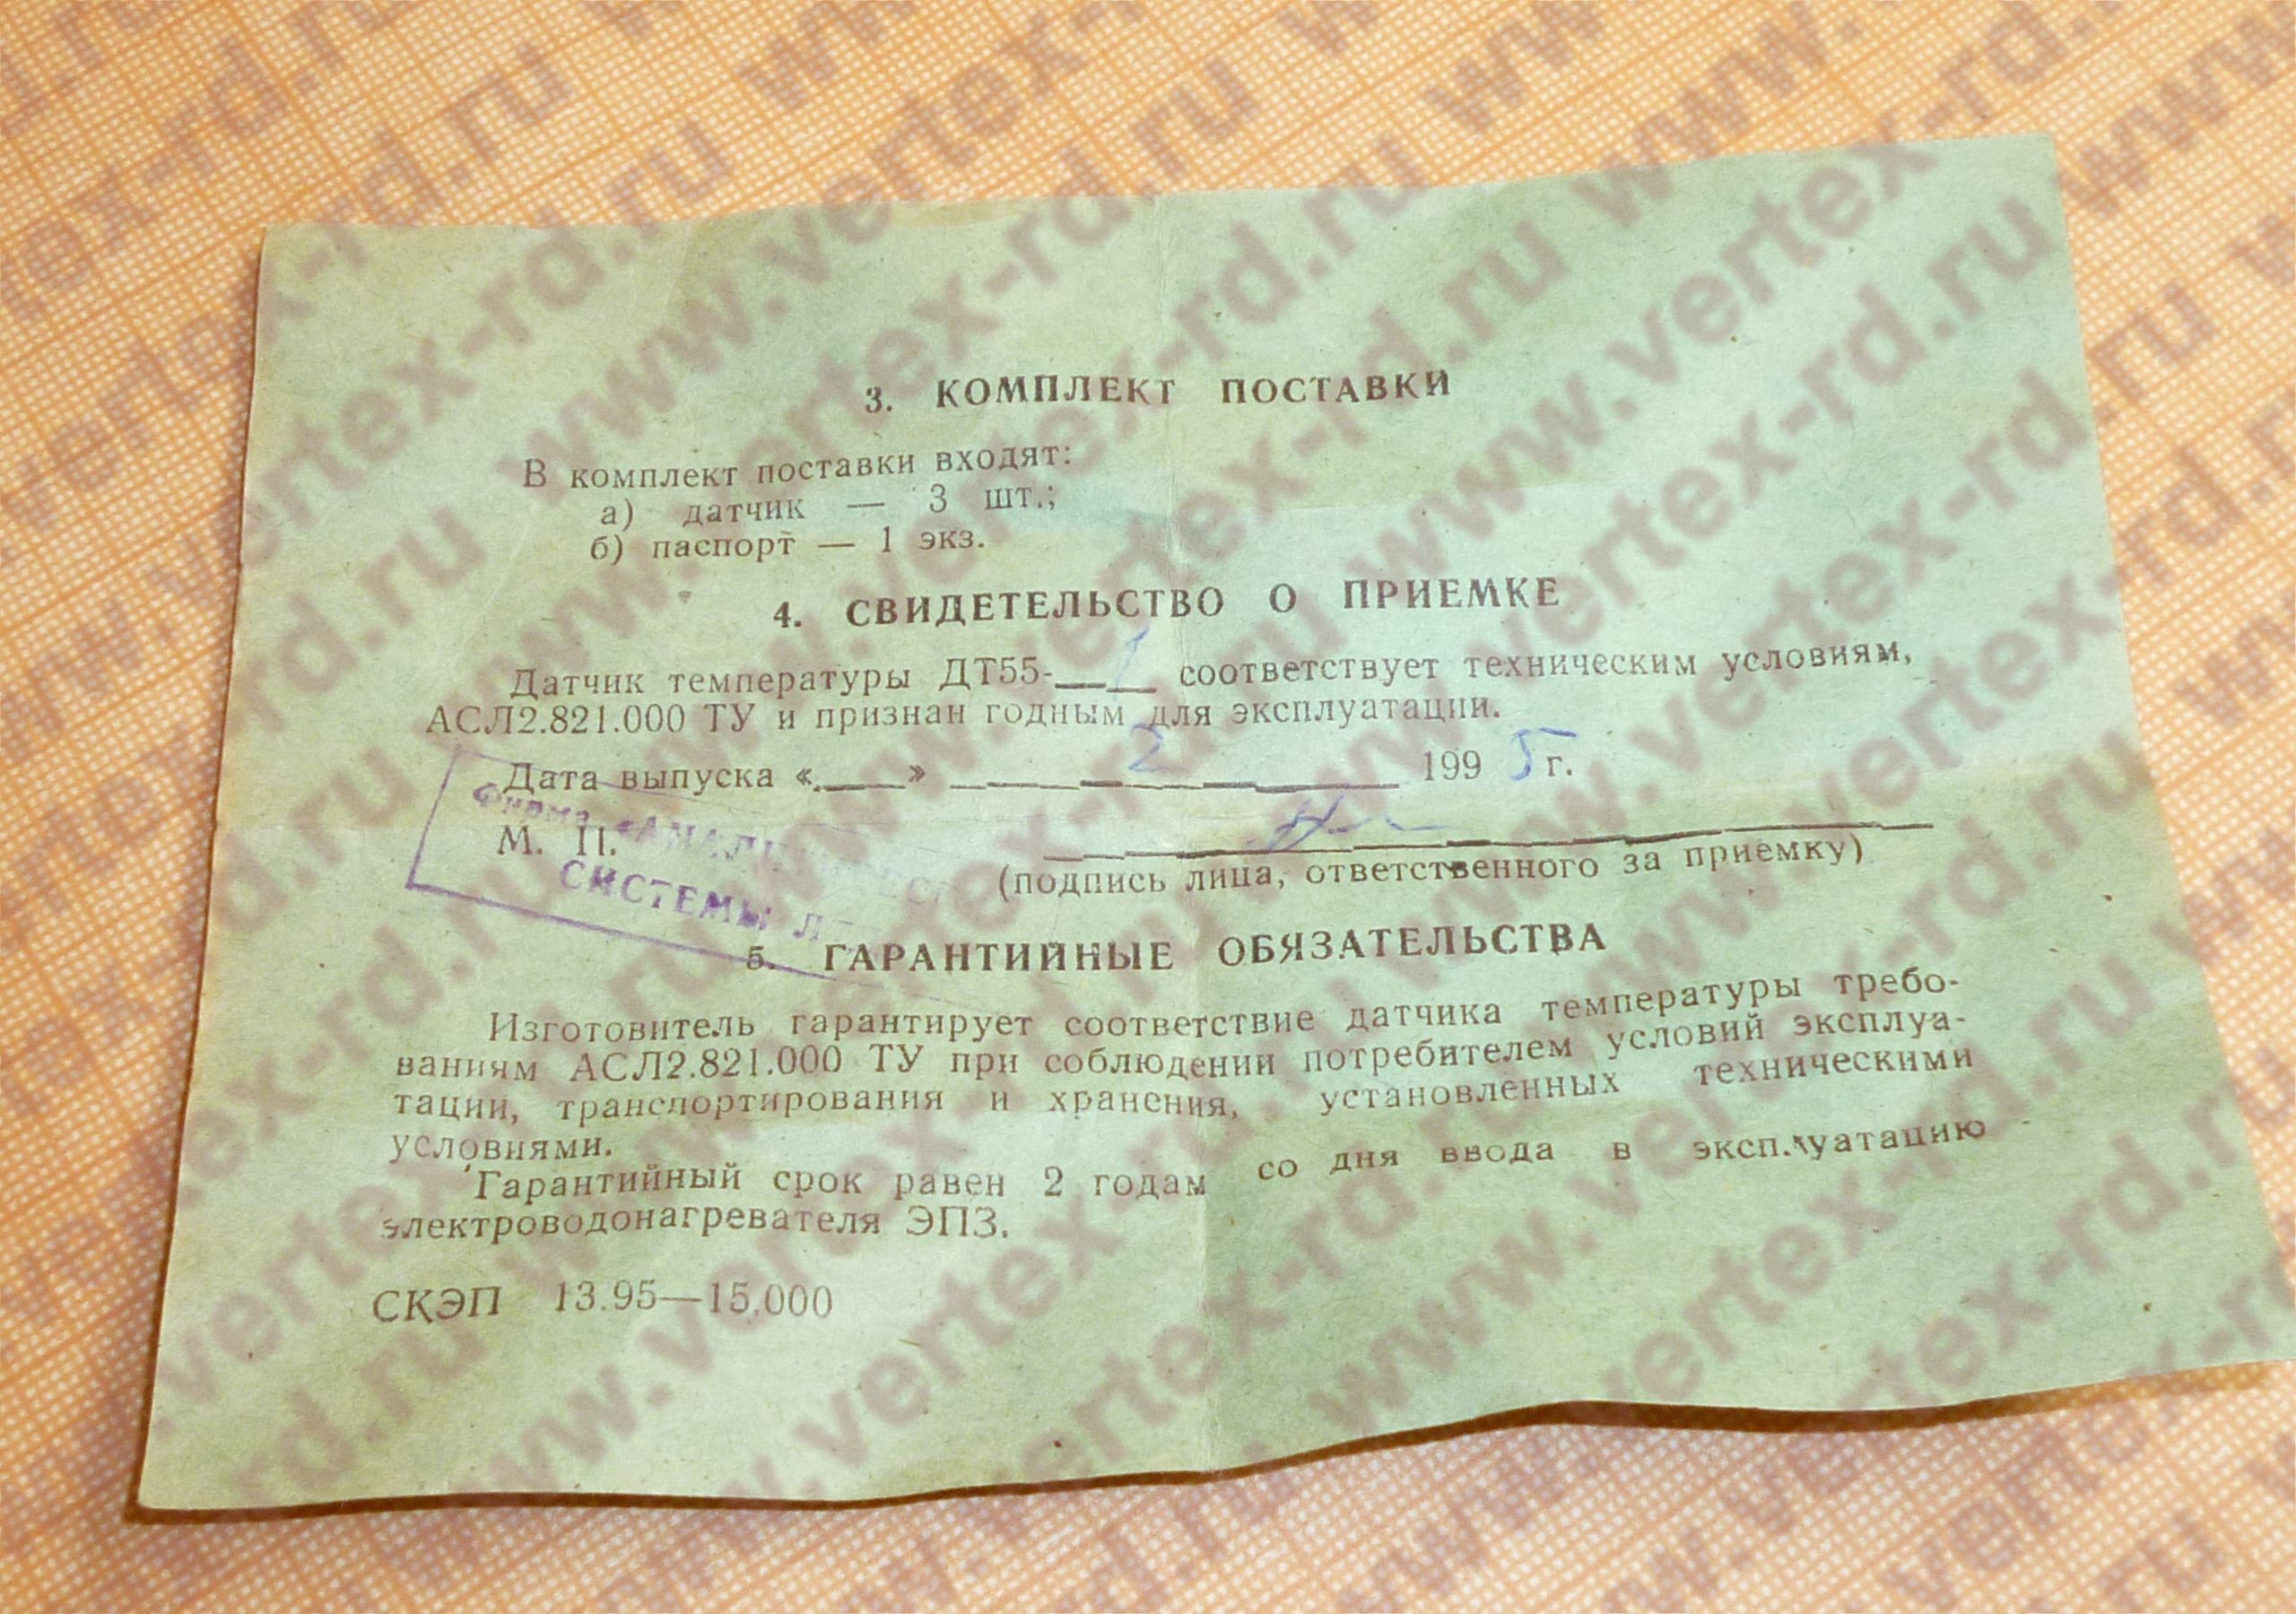 3. КОМПЛЕКТ ПОСТАВКИ
В комплект поставки входят:
а) датчик — 3 шт.;
б) паспорт — 1 экз.
4. СВИДЕТЕЛЬСТВО О ПРИЕМКЕ
Датчик температуры ДТ55-1 соответствует техническим условиям,
АСЛ2.821.000 ТУ и признан годным для эксплуатации.
Дата выпуска «___» 2 1995 г.
Фирма
М. П.
СИСТЕМЫ
(подпись лица, ответственного за приемку)
5. ГАРАНТИЙНЫЕ ОБЯЗАТЕЛЬСТВА
Изготовитель гарантирует соответствие датчика температуры требо-
ваниям АСЛ2.821.000 ТУ при соблюдении потребителем условий эксплуа-
тации, транспортирования и хранения, установленных техническими
условиями.
Гарантийный срок равен 2 годам со дня ввода в эксплуатацию
электроводонагревателя ЭПЗ.
СКЭП 13.95—15.000
www.vertex-rd.ru